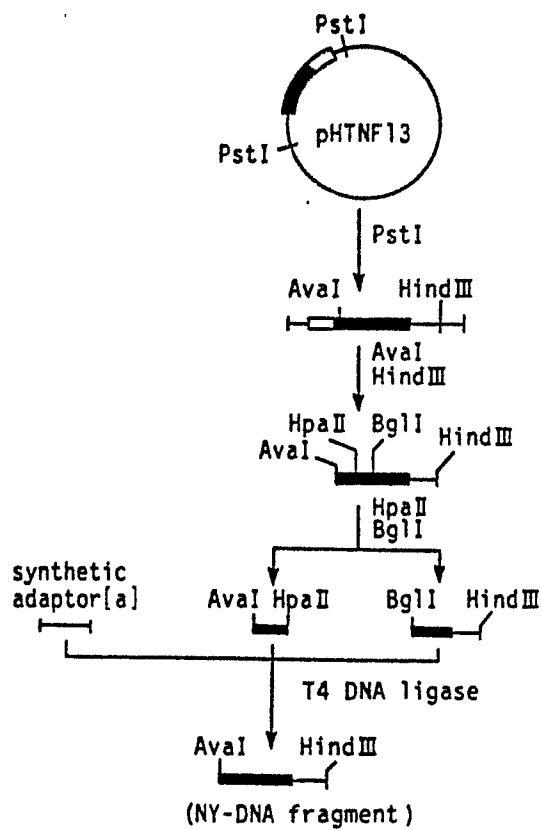 PstI
pHTNF13
PstI
PstI
AvaI HindⅢ
AvaI
HindⅢ
HpaⅡ BglI
AvaI HindⅢ
HpaⅡ
BglI
synthetic
adaptor[a]
AvaI HpaⅡ BglI HindⅢ
T4 DNA ligase
AvaI HindⅢ
(NY-DNA fragment)